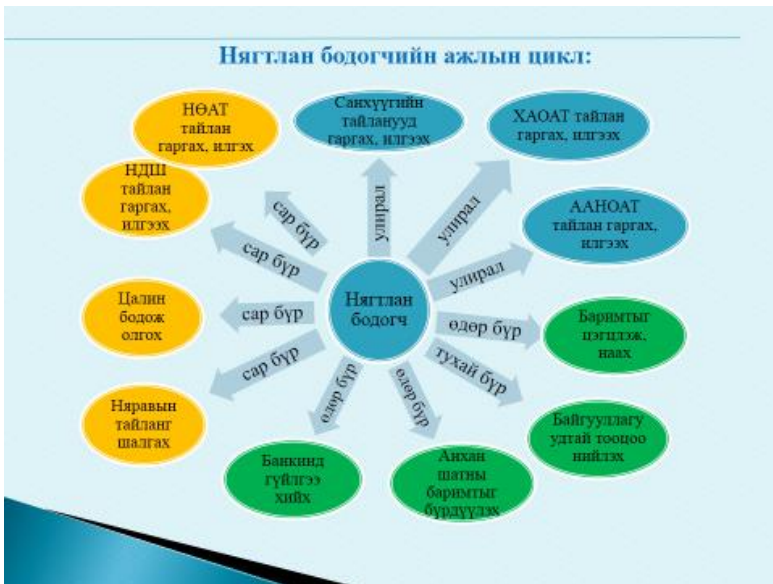 Нягтлан бодогчийн ажлын цикл:
НӨАТ
тайлан
гаргах, илгэх
Санхүүгийн
тайланууд
гаргах, илгээх
ХАОАТ тайлан
гаргах, илгээх
НДШ
тайлан
гаргах,
илгээх
ААНОАТ
тайлан гаргах,
илгээх
сар бүр
улирал
улирал
сар бүр
улирал
Нягтлан
бодогч
Цалин
бодож
олгох
сар бүр
өдөр бүр
Баримтыг
цэгцлэж,
наах
сар бүр
тухай бүр
өдөр бүр
өдөр бүр
Няравын
тайланг
шалгах
Байгууллагу
удтай тооцоо
нийлэх
Банкинд
гүйлгээ
хийх
Анхан
шатны
баримтыг
бүрдүүлэх